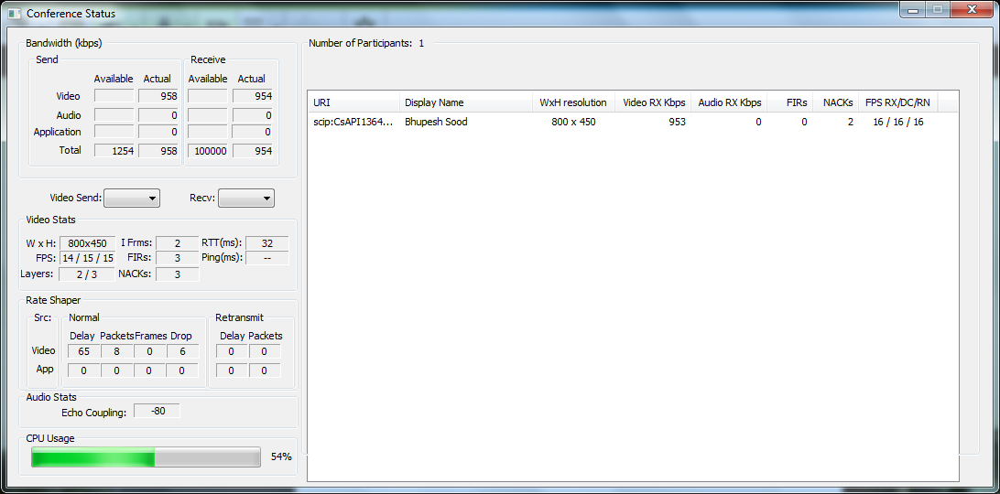 Conference Status
Bandwidth (kbps)
Send Receive
Available Actual Available Actual
Video 958 954
Audio 0 0
Application 0 0
Total 1254 958 100000 954
Video Send: Recv:
Video Stats
W x H: 800x450 I Frms: 2 RTT(ms): 32
FPS: 14 / 15 / 15 FIRs: 3 Ping(ms): --
Layers: 2 / 3 NACKs: 3
Rate Shaper
Src: Normal Retransmit
Delay Packets Frames Drop Delay Packets
Video 65 8 0 6 0 0
App 0 0 0 0 0 0
Audio Stats
Echo Coupling: -80
CPU Usage
54%
Number of Participants: 1
URI Display Name WxH resolution Video RX Kbps Audio RX Kbps FIRs NACKs FPS RX/DC/RN
scip:CsAPI1364... Bhupesh Sood 800 x 450 953 0 0 2 16 / 16 / 16